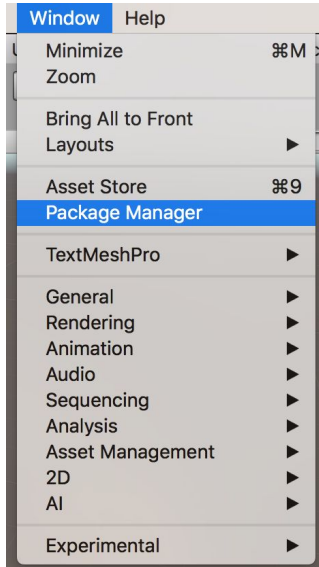 Window Help
Minimize ⌘M
Zoom
Bring All to Front
Layouts ▶
Asset Store ⌘9
Package Manager
TextMeshPro ▶
General ▶
Rendering ▶
Animation ▶
Audio ▶
Sequencing ▶
Analysis ▶
Asset Management ▶
2D ▶
AI ▶
Experimental ▶